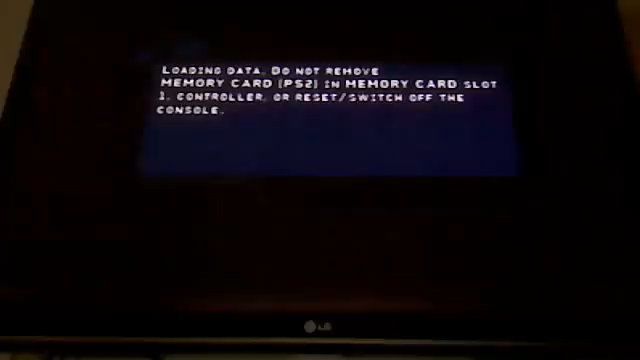 LOADING DATA. DO NOT REMOVE
MEMORY CARD (PS2) IN MEMORY CARD SLOT
1, CONTROLLER, OR RESET/SWITCH OFF THE
CONSOLE.
LG